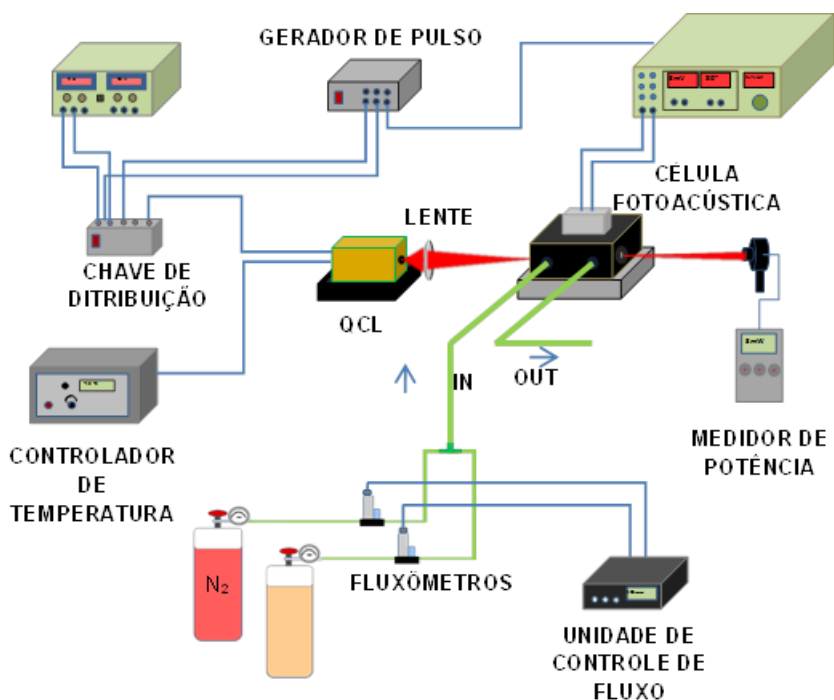 GERADOR DE PULSO
CÉLULA
FOTOACÚSTICA
LENTE
CHAVE DE
DITRIBUIÇÃO
QCL
IN
OUT
CONTROLADOR
DE
TEMPERATURA
MEDIDOR DE
POTÊNCIA
N₂
FLUXÔMETROS
UNIDADE DE
CONTROLE DE
FLUXO